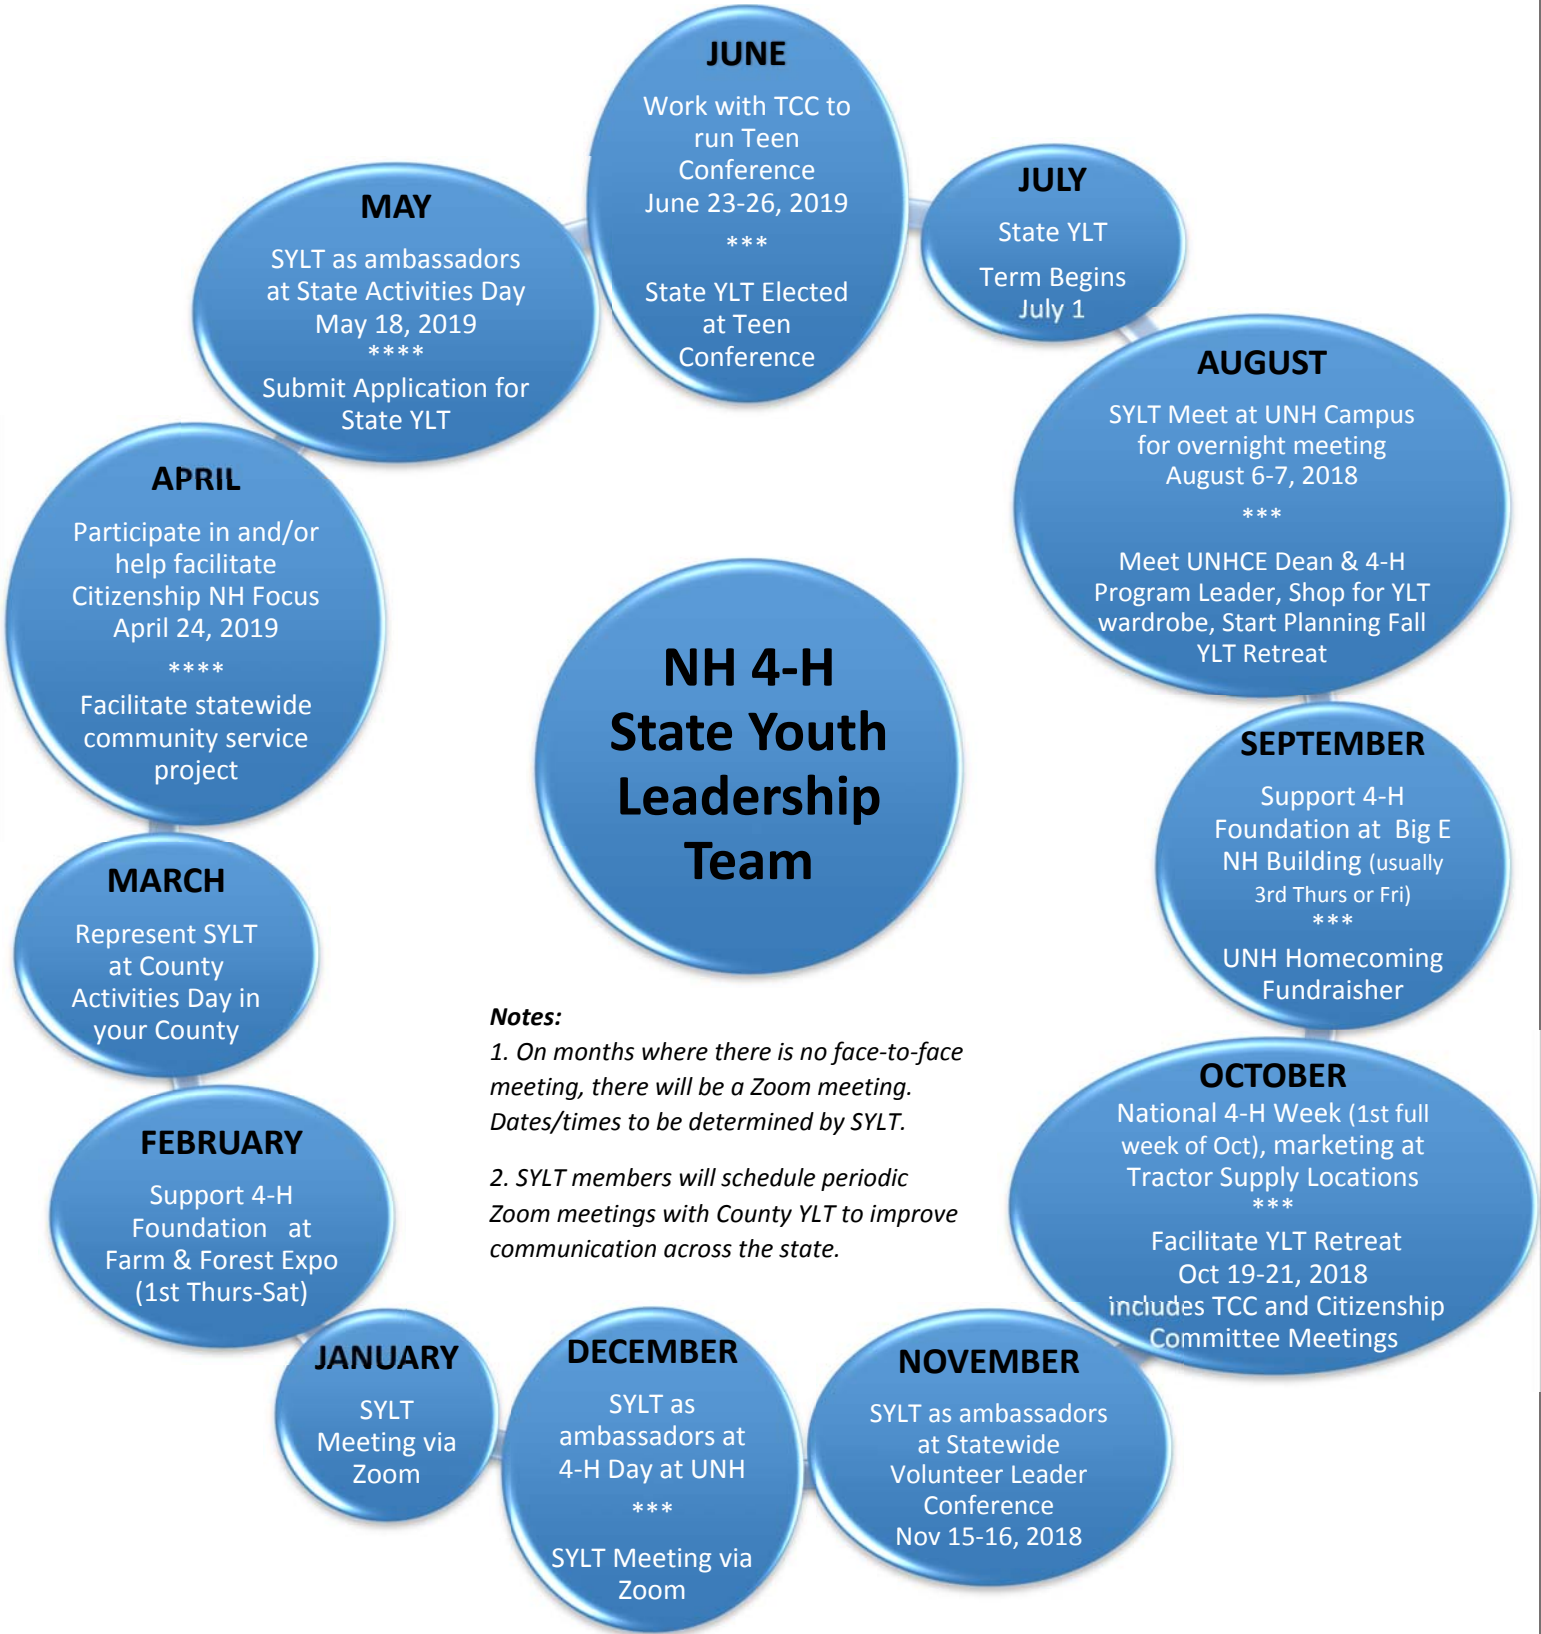 JUNE
Work with TCC to
run Teen
Conference
June 23-26, 2019
***
State YLT Elected
at Teen
Conference
JULY
State YLT
Term Begins
July 1
AUGUST
SYLT Meet at UNH Campus
for overnight meeting
August 6-7, 2018
***
Meet UNHCE Dean & 4-H
Program Leader, Shop for YLT
wardrobe, Start Planning Fall
YLT Retreat
SEPTEMBER
Support 4-H
Foundation at Big E
NH Building (usually
3rd Thurs or Fri)
***
UNH Homecoming
Fundraisher
OCTOBER
National 4-H Week (1st full
week of Oct), marketing at
Tractor Supply Locations
***
Facilitate YLT Retreat
Oct 19-21, 2018
includes TCC and Citizenship
Committee Meetings
NOVEMBER
SYLT as ambassadors
at Statewide
Volunteer Leader
Conference
Nov 15-16, 2018
DECEMBER
SYLT as
ambassadors at
4-H Day at UNH
***
SYLT Meeting via
Zoom
JANUARY
SYLT
Meeting via
Zoom
FEBRUARY
Support 4-H
Foundation at
Farm & Forest Expo
(1st Thurs-Sat)
MARCH
Represent SYLT
at County
Activities Day in
your County
APRIL
Participate in and/or
help facilitate
Citizenship NH Focus
April 24, 2019
****
Facilitate statewide
community service
project
MAY
SYLT as ambassadors
at State Activities Day
May 18, 2019
****
Submit Application for
State YLT
NH 4-H
State Youth
Leadership
Team
Notes:
1. On months where there is no face-to-face
meeting, there will be a Zoom meeting.
Dates/times to be determined by SYLT.
2. SYLT members will schedule periodic
Zoom meetings with County YLT to improve
communication across the state.